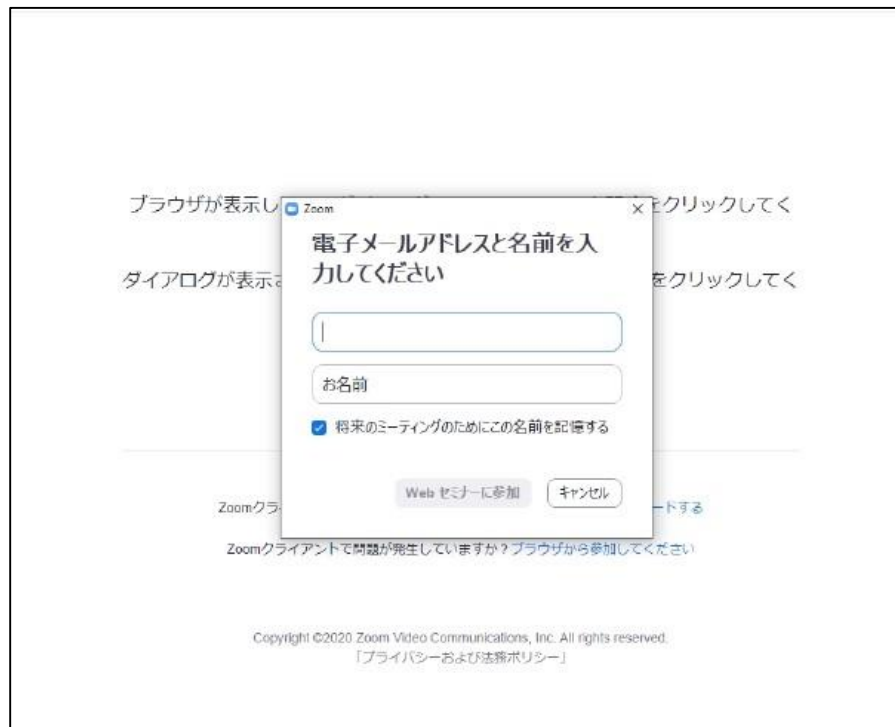 ブラウザが表示し
をクリックしてく
Zoom
電子メールアドレスと名前を入
力してください
ダイアログが表示さ
をクリックしてく
お名前
将来のミーティングのためにこの名前を記憶する
Web セミナーに参加
キャンセル
Zoomクラ
ードする
Zoomクライアントで問題が発生していますか？ブラウザから参加してください
Copyright ©2020 Zoom Video Communications, Inc. All rights reserved.
「プライバシーおよび法務ポリシー」